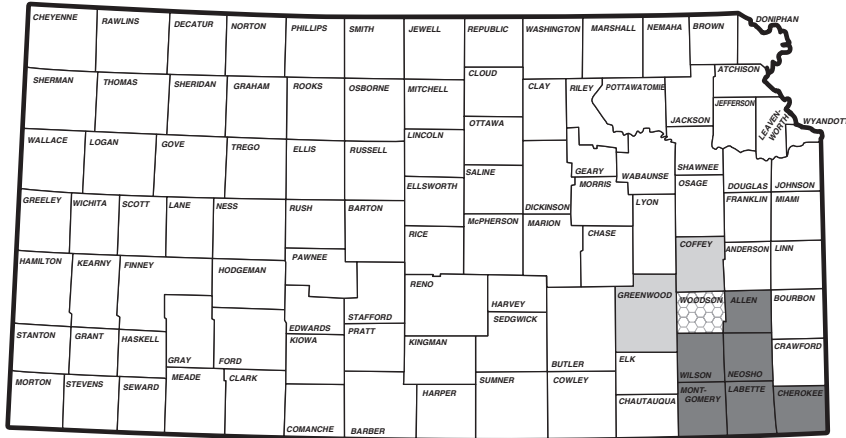 CHEYENNE
RAWLINS
DECATUR
NORTON
PHILLIPS
SMITH
JEWELL
REPUBLIC
WASHINGTON
MARSHALL
NEMAHA
BROWN
DONIPHAN
SHERMAN
THOMAS
SHERIDAN
GRAHAM
ROOKS
OSBORNE
MITCHELL
CLOUD
CLAY
RILEY
POTTAWATOMIE
JACKSON
ATCHISON
JEFFERSON
LEAVEN-
WORTH
WYANDOTT
WALLACE
LOGAN
GOVE
TREGO
ELLIS
RUSSELL
LINCOLN
OTTAWA
SALINE
ELLSWORTH
DICKINSON
GEARY
MORRIS
WABAUNSE
SHAWNEE
OSAGE
DOUGLAS
JOHNSON
GREELEY
WICHITA
SCOTT
LANE
NESS
RUSH
BARTON
RICE
McPHERSON
MARION
CHASE
LYON
FRANKLIN
MIAMI
HAMILTON
KEARNY
FINNEY
HODGEMAN
PAWNEE
STAFFORD
RENO
HARVEY
SEDGWICK
BUTLER
GREENWOOD
COFFEY
ANDERSON
LINN
WOODSON
ALLEN
BOURBON
STANTON
GRANT
HASKELL
GRAY
FORD
EDWARDS
KIOWA
PRATT
KINGMAN
SUMNER
COWLEY
ELK
WILSON
NEOSHO
CRAWFORD
MORTON
STEVENS
SEWARD
MEADE
CLARK
COMANCHE
BARBER
HARPER
CHAUTAUQUA
MONT-
GOMERY
LABETTE
CHEROKEE